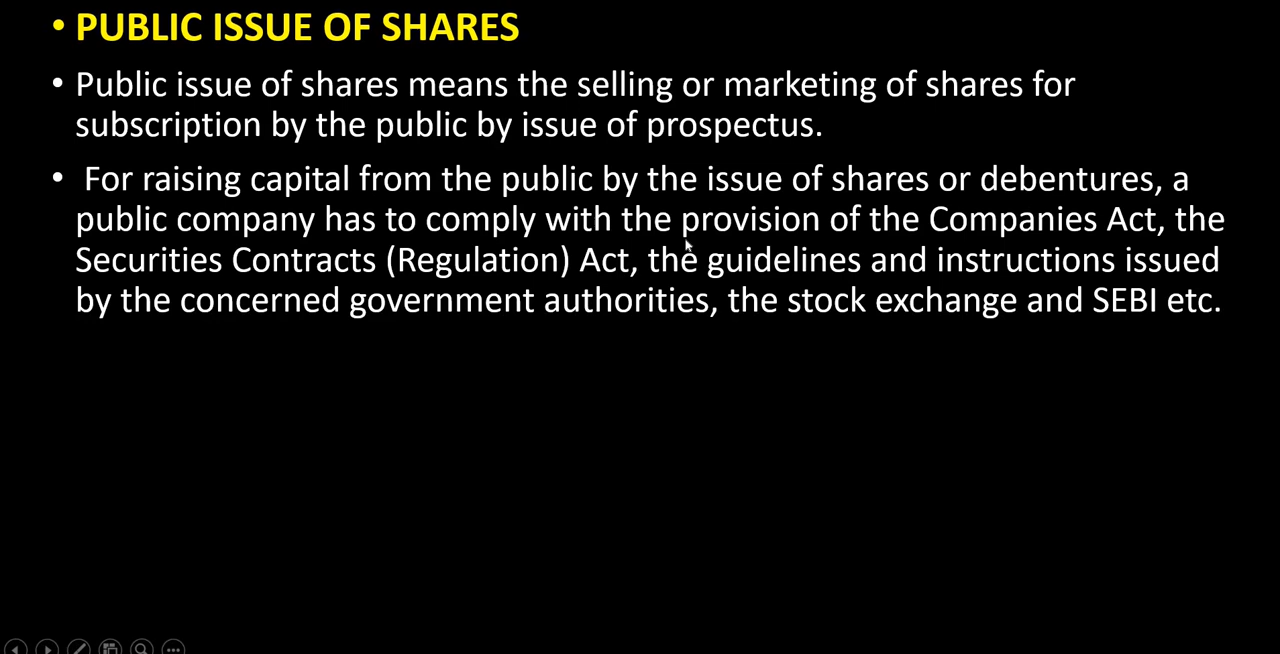 • PUBLIC ISSUE OF SHARES
• Public issue of shares means the selling or marketing of shares for
subscription by the public by issue of prospectus.
• For raising capital from the public by the issue of shares or debentures, a
public company has to comply with the provision of the Companies Act, the
Securities Contracts (Regulation) Act, the guidelines and instructions issued
by the concerned government authorities, the stock exchange and SEBI etc.